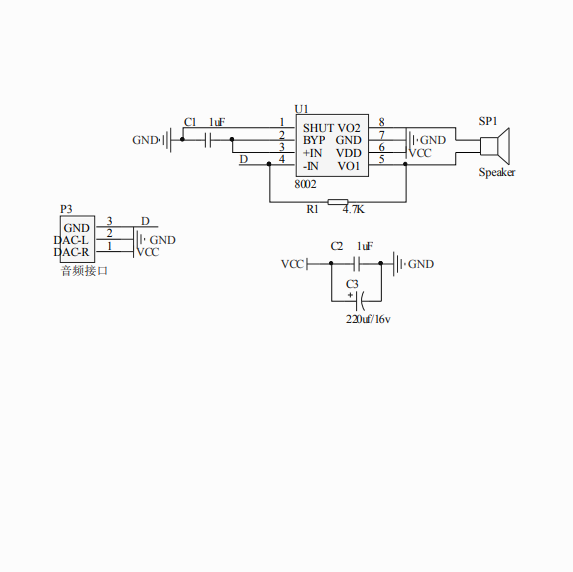 U1
C1 1uF 1 8 SP1
SHUT VO2
GND 2 BYP GND 7 GND
3 +IN VDD 6 VCC
D 4 -IN VO1 5
8002 Speaker
R1 4.7K
P3
GND 3 D
DAC-L 2 GND
DAC-R 1 VCC
音频接口
C2 1uF
VCC GND
C3
+
220uf/16v